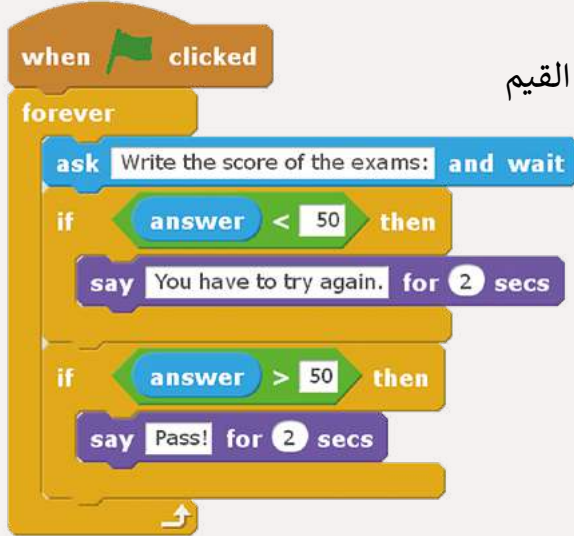 when clicked
القيم
forever
ask Write the score of the exams: and wait
if answer < 50 then
say You have to try again. for 2 secs
if answer > 50 then
say Pass! for 2 secs